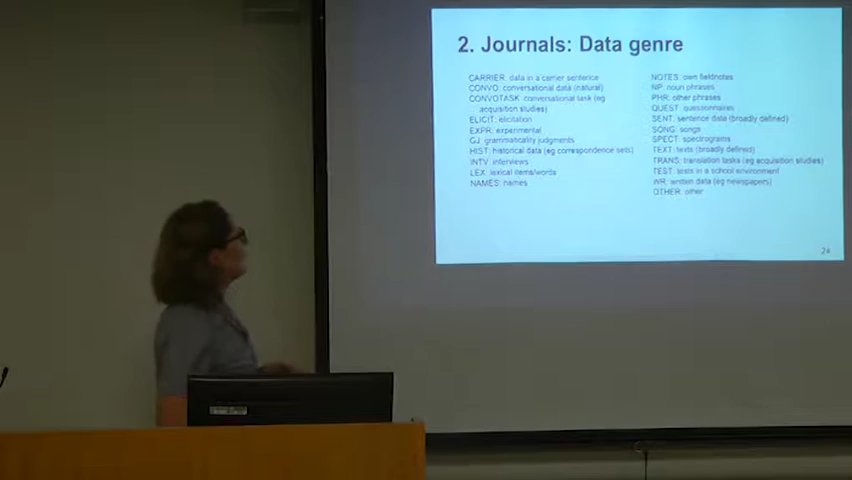 2. Journals: Data genre
CARRIER: data in a carrier sentence
CONVO: conversational data (natural)
CONVOTASK: conversational task (eg
acquisition studies)
ELICIT: elicitation
EXPR: experimental
GJ: grammaticality judgments
HIST: historical data (eg correspondence sets)
INTV: interviews
LEX: lexical items/words
NAMES: names
NOTES: own fieldnotes
NP: noun phrases
PHR: other phrases
QUEST: questionnaires
SENT: sentence data (broadly defined)
SONG: songs
SPECT: spectrograms
TEXT: texts (broadly defined)
TRANS: translation tasks (eg acquisition studies)
TEST: tests in a school environment
WR: written data (eg newspapers)
OTHER: other
24